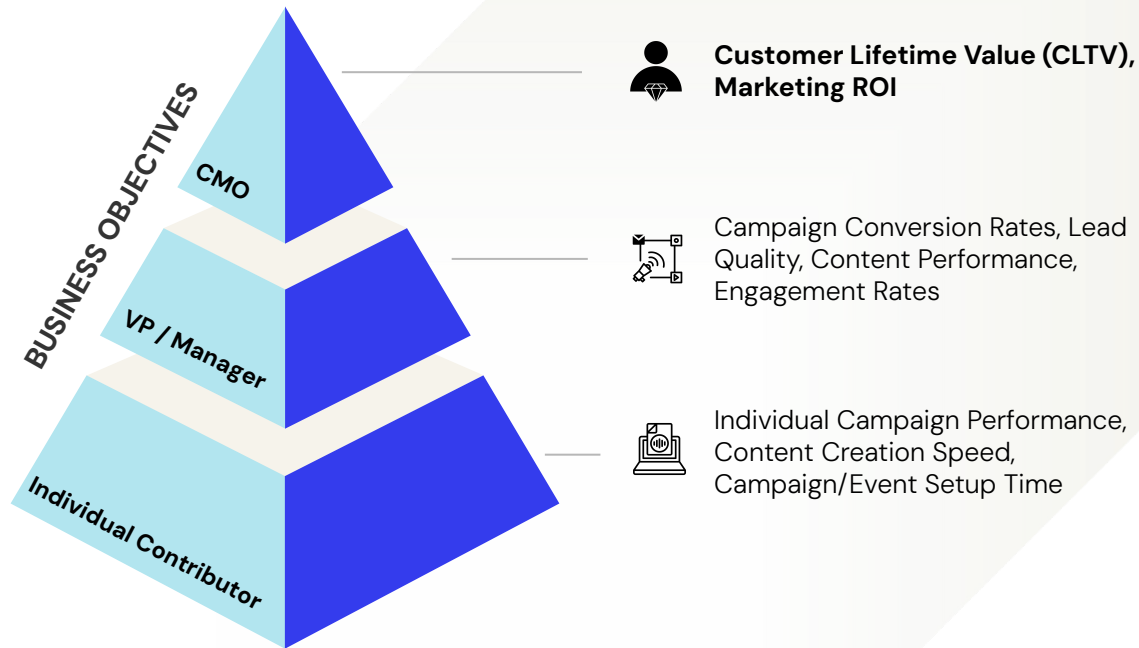 BUSINESS OBJECTIVES
CMO
Customer Lifetime Value (CLTV),
Marketing ROI
VP / Manager
Campaign Conversion Rates, Lead
Quality, Content Performance,
Engagement Rates
Individual Contributor
Individual Campaign Performance,
Content Creation Speed,
Campaign/Event Setup Time